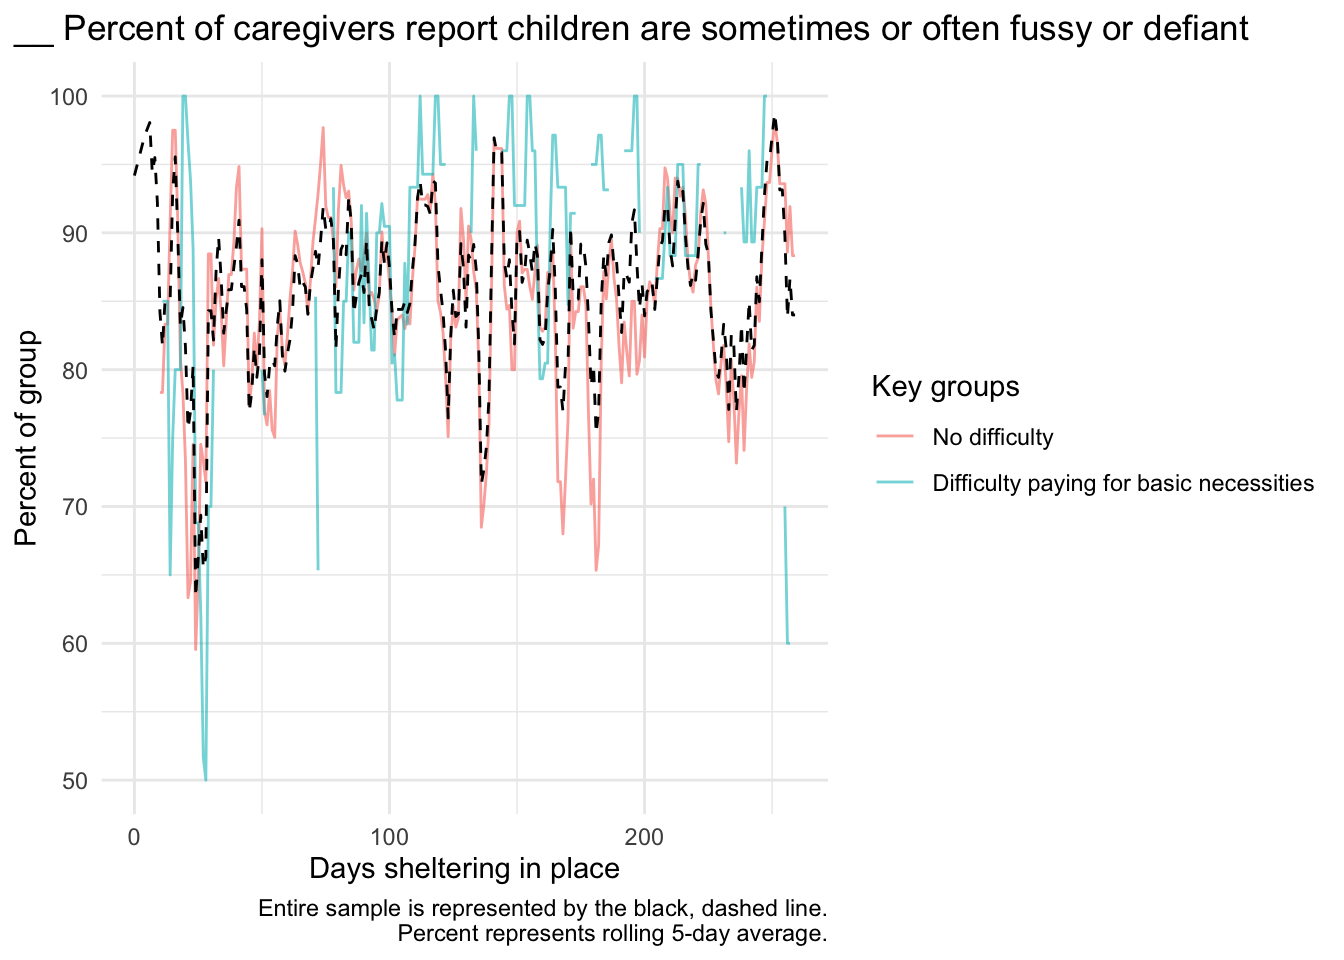 __ Percent of caregivers report children are sometimes or often fussy or defiant
100
90
80
70
60
50
Percent of group
0 100 200
Days sheltering in place
Key groups
No difficulty
Difficulty paying for basic necessities
Entire sample is represented by the black, dashed line.
Percent represents rolling 5-day average.